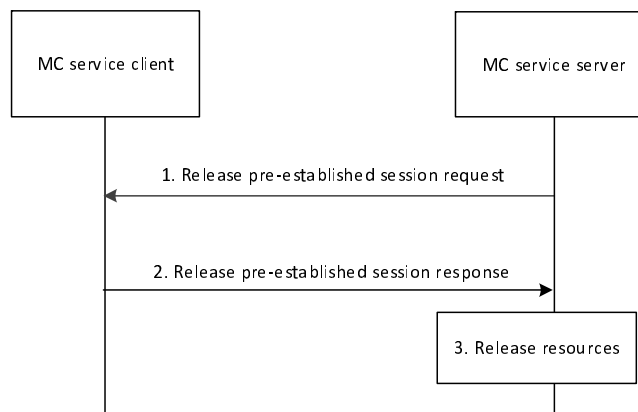 MC service client
MC service server
1. Release pre-established session request
2. Release pre-established session response
3. Release resources